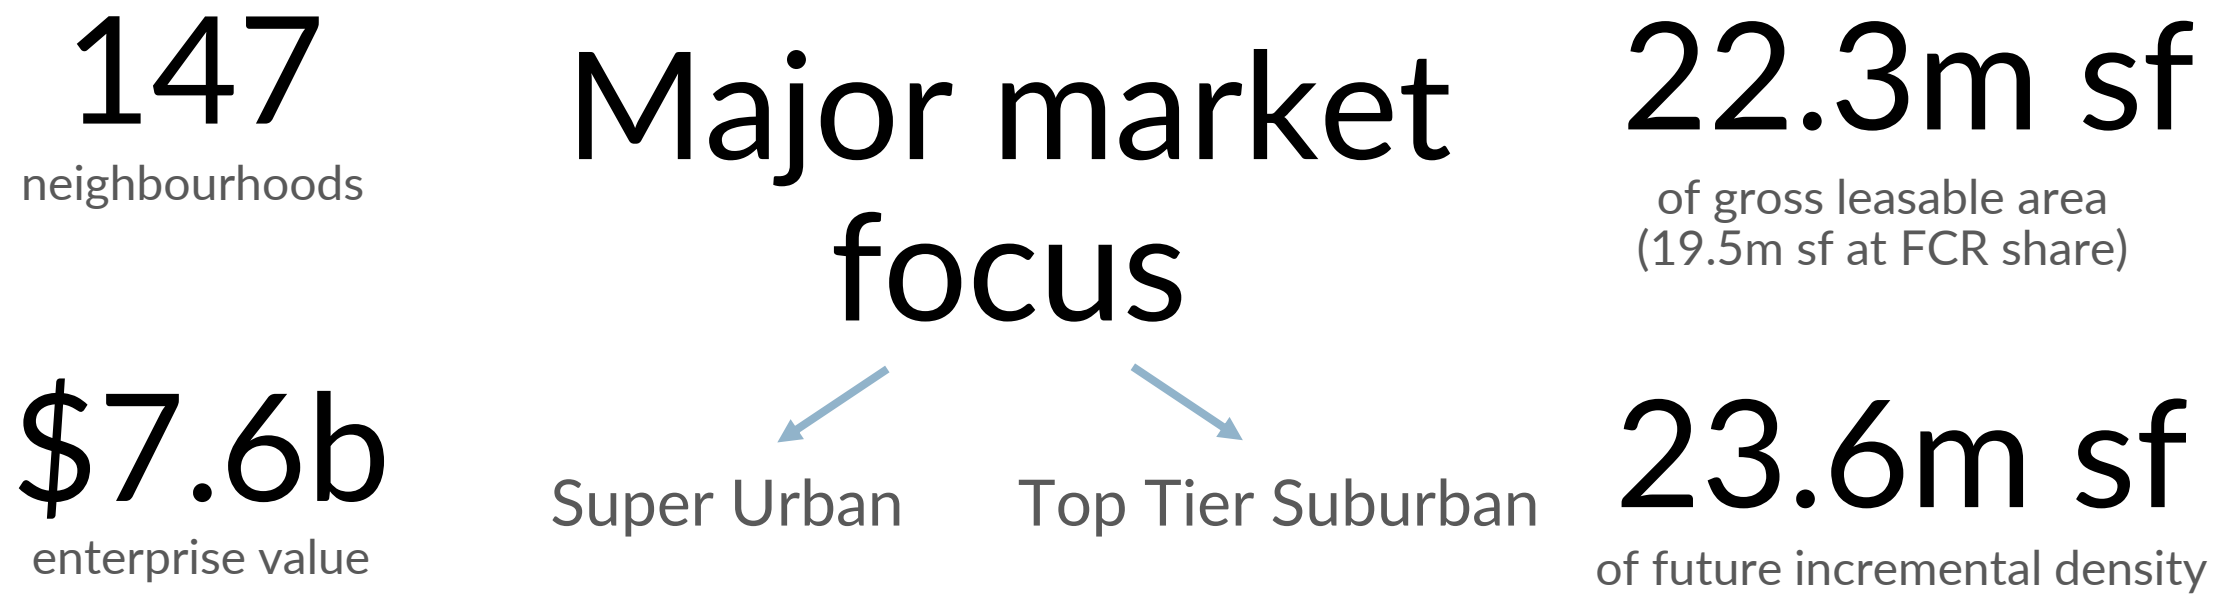 147
neighbourhoods
Major market
focus
22.3m sf
of gross leasable area
(19.5m sf at FCR share)
$7.6b
enterprise value
Super Urban
Top Tier Suburban
23.6m sf
of future incremental density